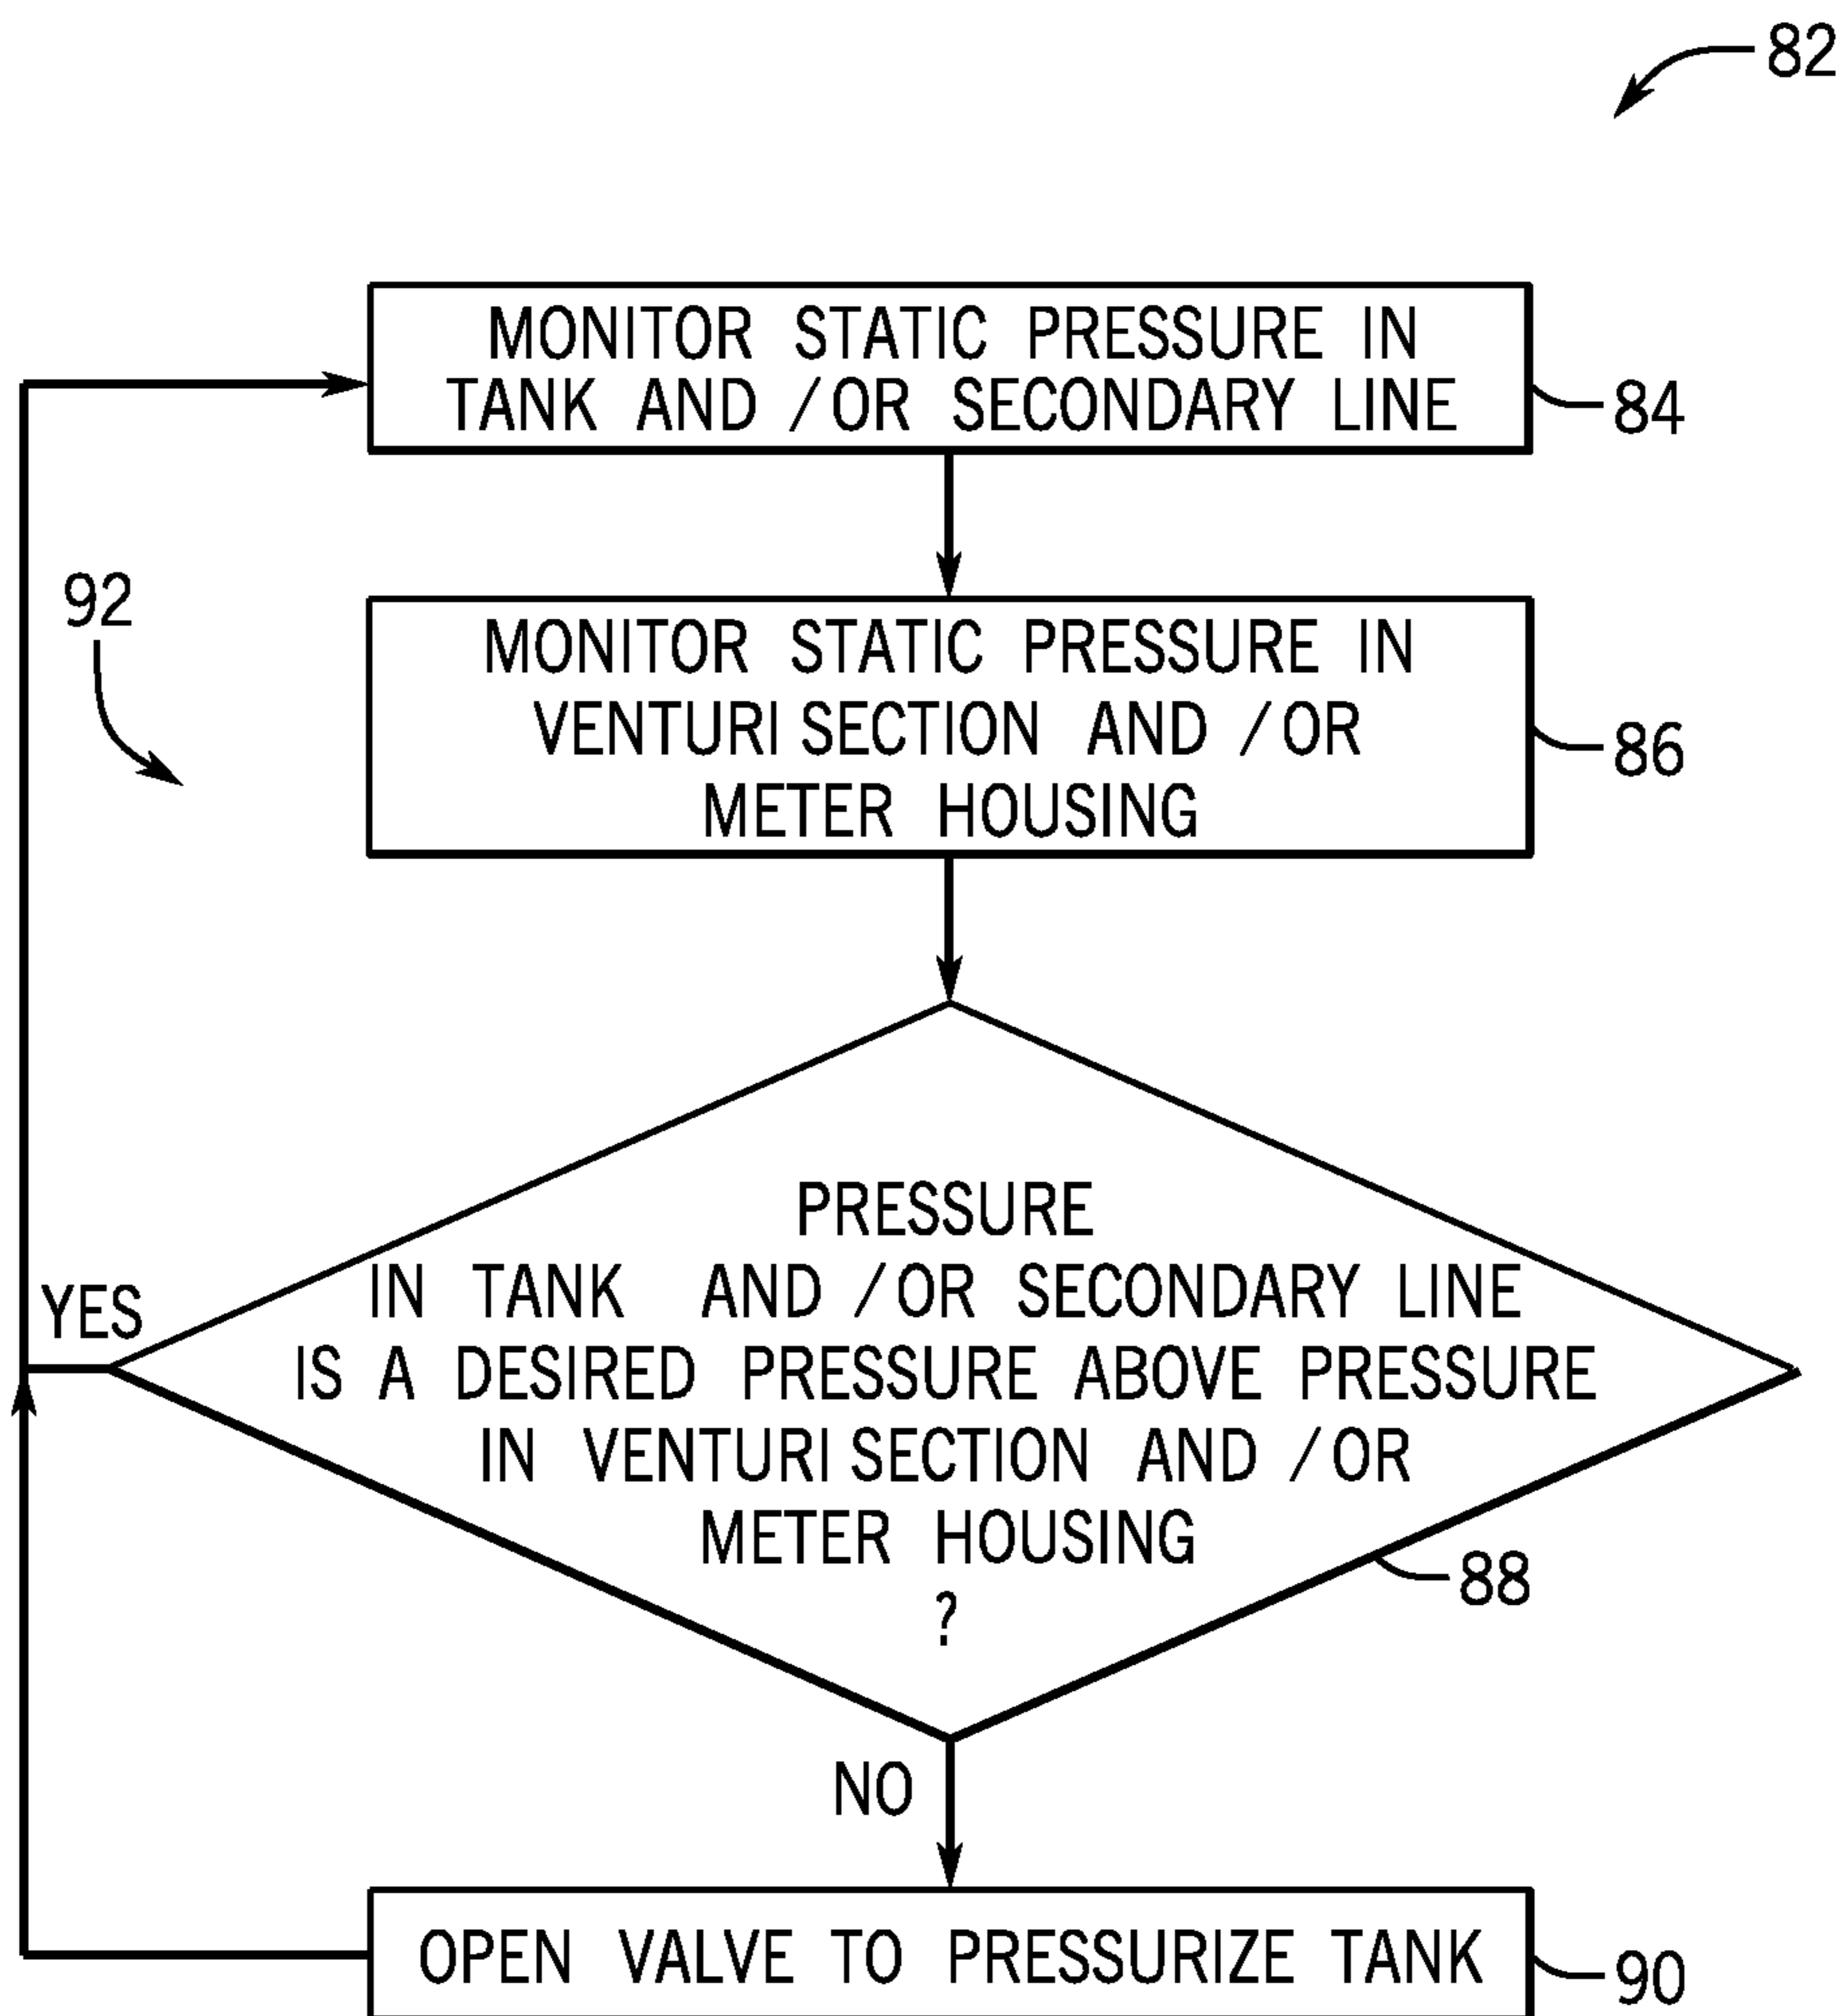 82
MONITOR STATIC PRESSURE IN
TANK AND /OR SECONDARY LINE
84
92
MONITOR STATIC PRESSURE IN
VENTURI SECTION AND /OR
METER HOUSING
86
PRESSURE
IN TANK AND /OR SECONDARY LINE
IS A DESIRED PRESSURE ABOVE PRESSURE
IN VENTURI SECTION AND /OR
METER HOUSING
?
YES
88
NO
OPEN VALVE TO PRESSURIZE TANK
90